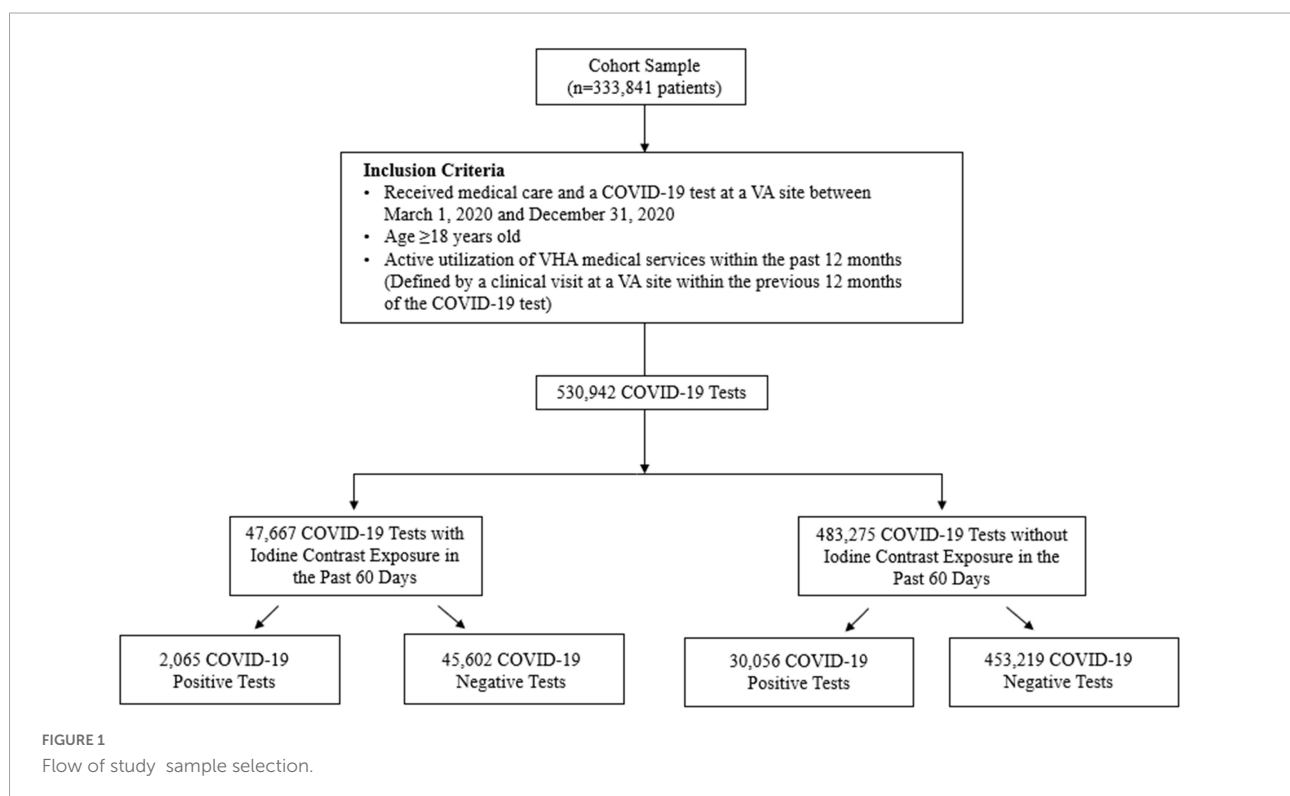 Cohort Sample
(n=333,841 patients)
Inclusion Criteria
• Received medical care and a COVID-19 test at a VA site between
March 1, 2020 and December 31, 2020
• Age ≥18 years old
• Active utilization of VHA medical services within the past 12 months
(Defined by a clinical visit at a VA site within the previous 12 months
of the COVID-19 test)
530,942 COVID-19 Tests
47,667 COVID-19 Tests with
Iodine Contrast Exposure in
the Past 60 Days
483,275 COVID-19 Tests without
Iodine Contrast Exposure in the
Past 60 Days
2,065 COVID-19
Positive Tests
45,602 COVID-19
Negative Tests
30,056 COVID-19
Positive Tests
453,219 COVID-19
Negative Tests
FIGURE 1
Flow of study sample selection.